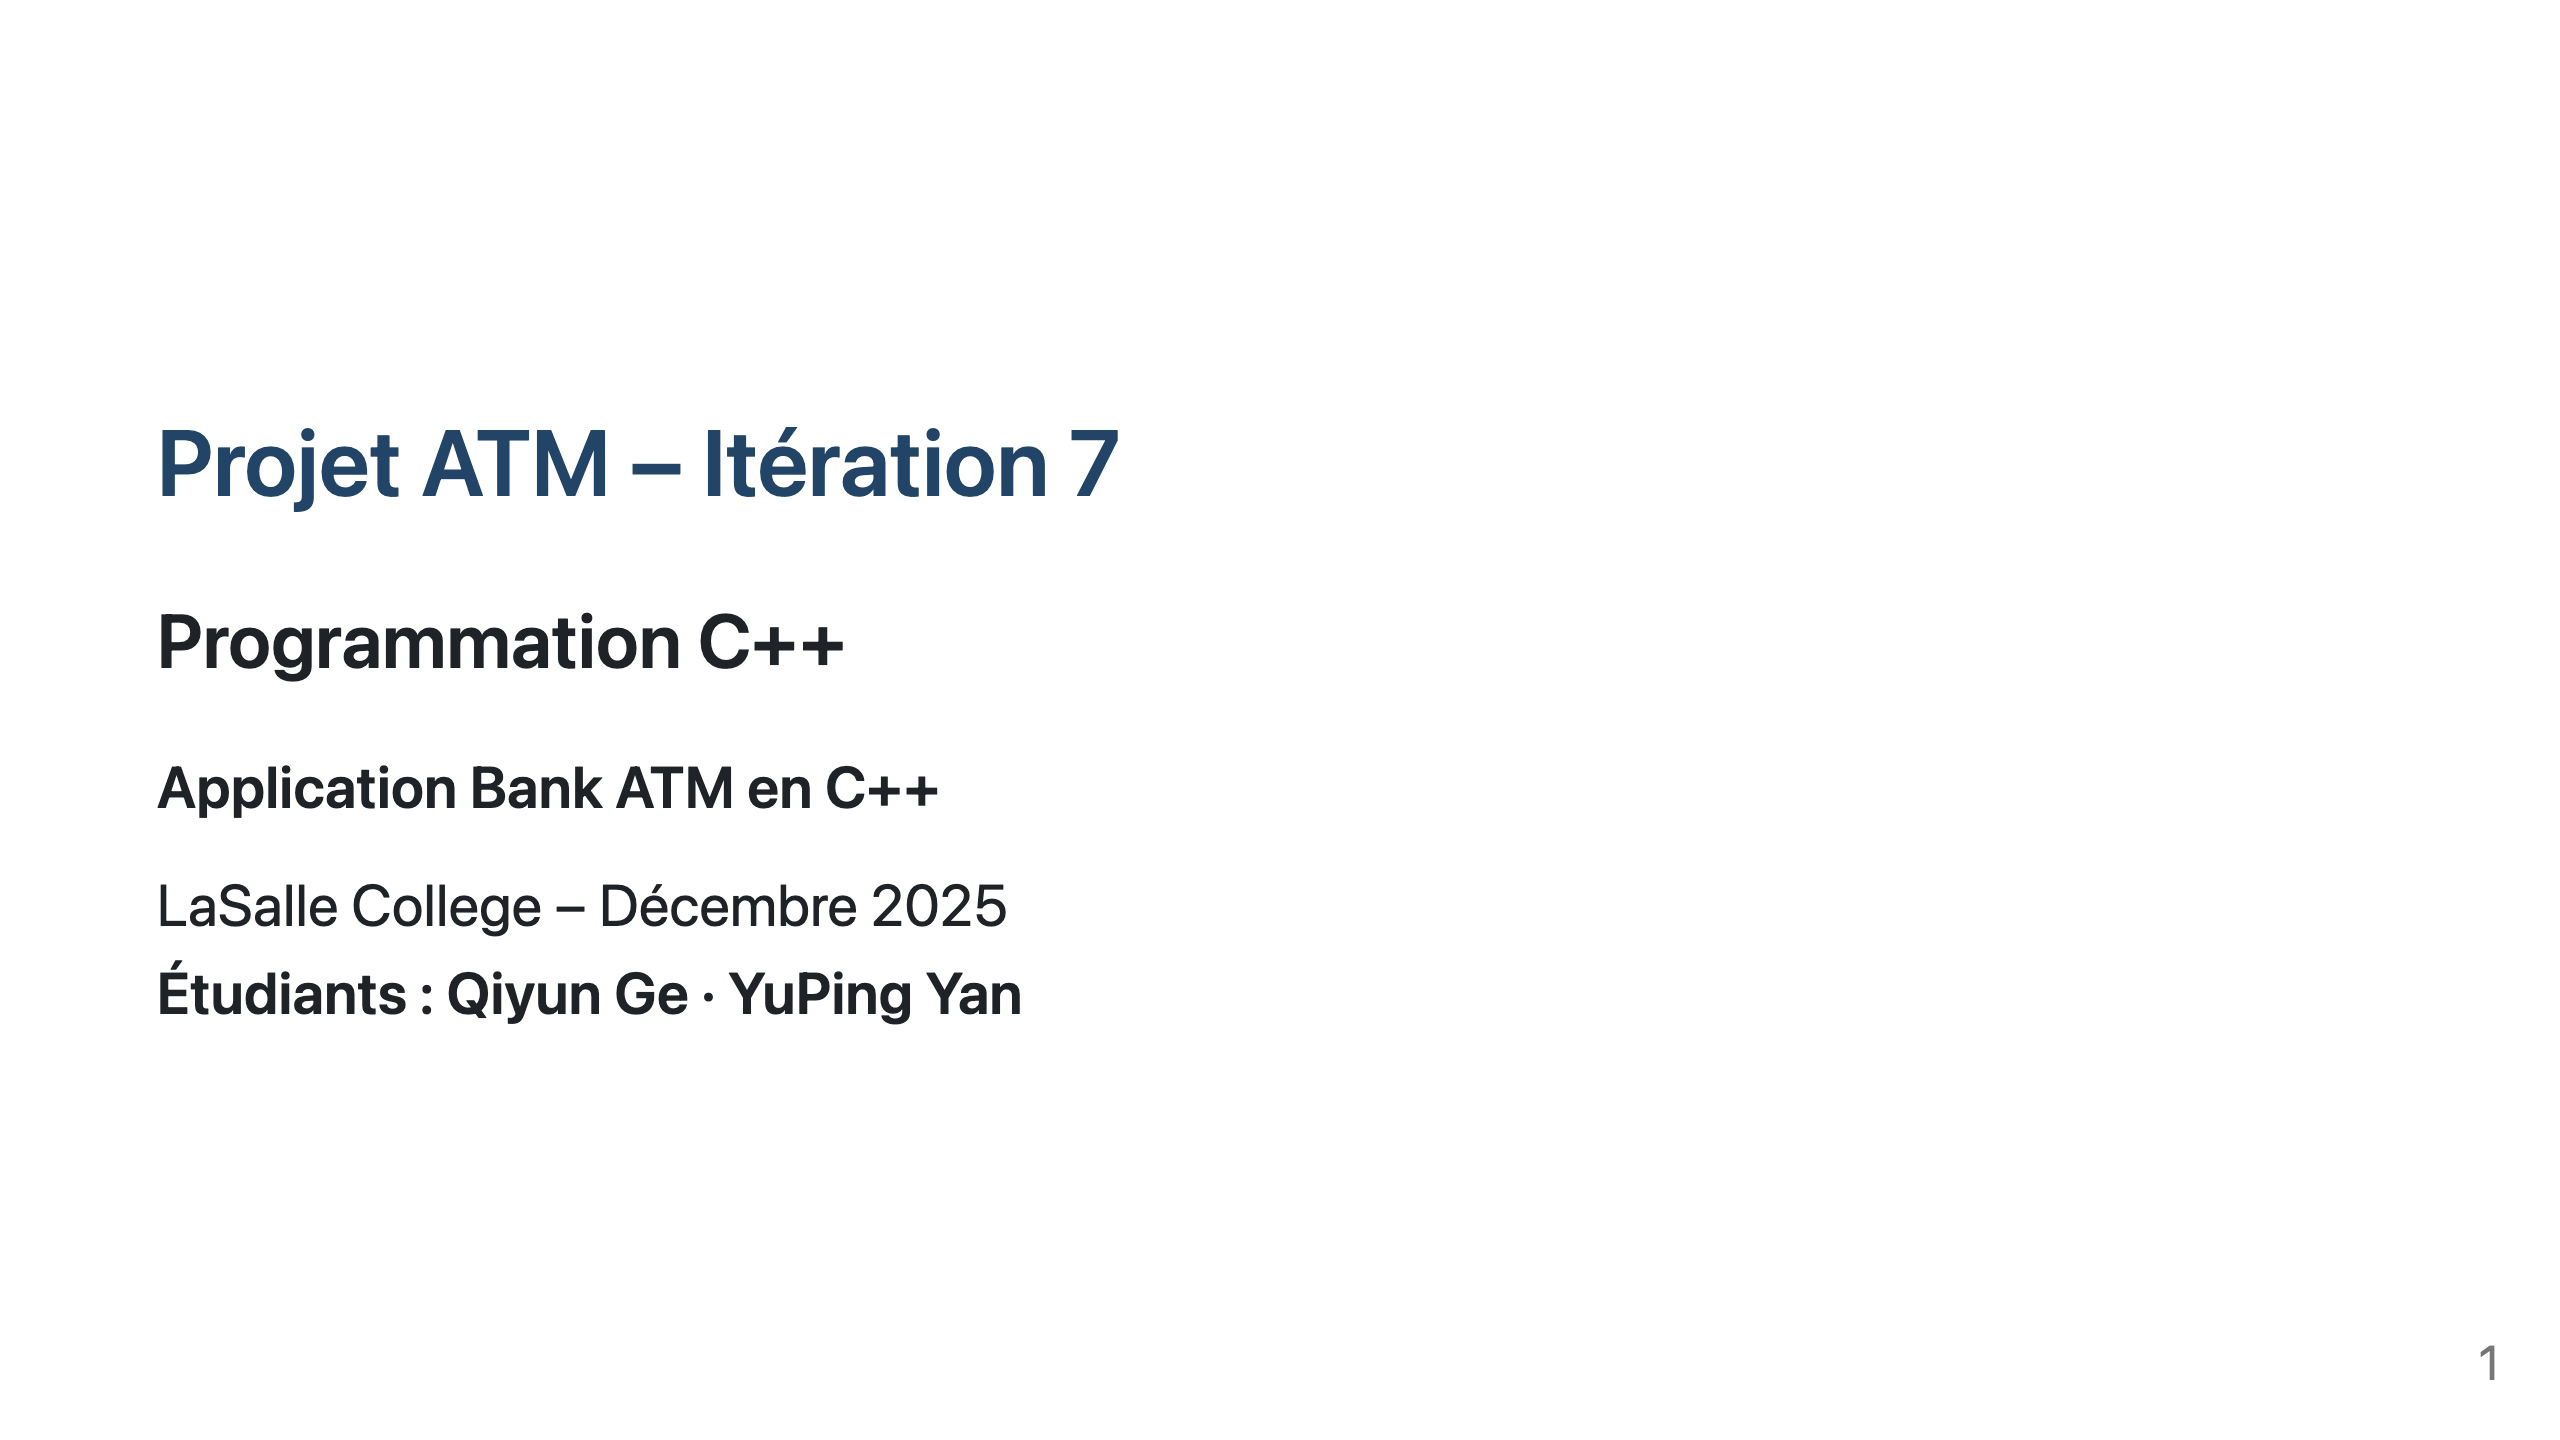 Projet ATM – Itération 7
Programmation C++
Application Bank ATM en C++
LaSalle College – Décembre 2025
Étudiants : Qiyun Ge · YuPing Yan
1